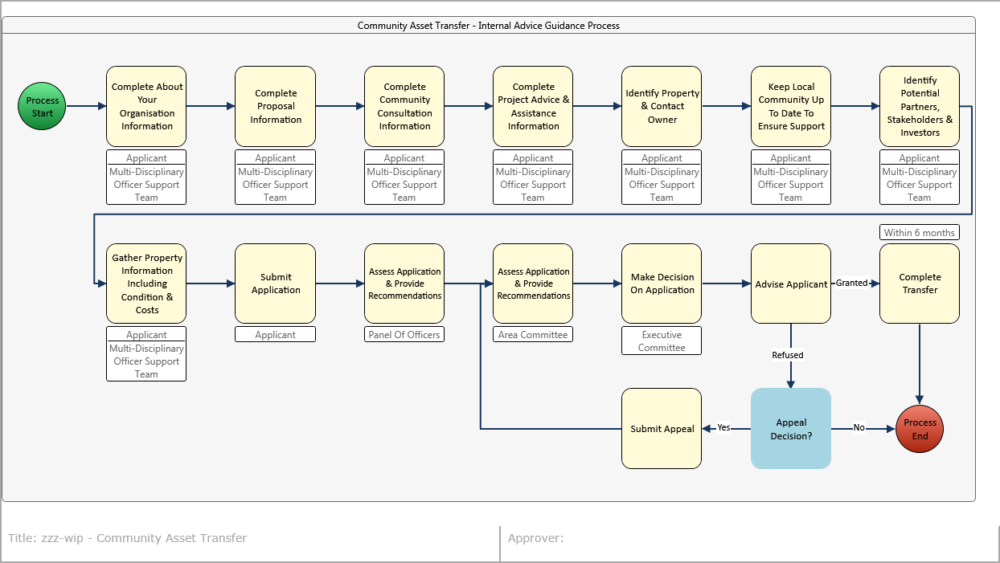 Community Asset Transfer - Internal Advice Guidance Process
Process
Start
Complete About
Your
Organisation
Information
Applicant
Multi-Disciplinary
Officer Support
Team
Complete
Proposal
Information
Applicant
Multi-Disciplinary
Officer Support
Team
Complete
Community
Consultation
Information
Applicant
Multi-Disciplinary
Officer Support
Team
Complete
Project Advice &
Assistance
Information
Applicant
Multi-Disciplinary
Officer Support
Team
Identify Property
& Contact
Owner
Applicant
Multi-Disciplinary
Officer Support
Team
Keep Local
Community Up
To Date To
Ensure Support
Applicant
Multi-Disciplinary
Officer Support
Team
Identify
Potential
Partners,
Stakeholders &
Investors
Applicant
Multi-Disciplinary
Officer Support
Team
Gather Property
Information
Including
Condition &
Costs
Applicant
Multi-Disciplinary
Officer Support
Team
Submit
Application
Applicant
Assess Application
& Provide
Recommendations
Panel Of Officers
Assess Application
& Provide
Recommendations
Area Committee
Make Decision
On Application
Executive
Committee
Advise Applicant
Granted
Within 6 months
Complete
Transfer
Refused
Submit Appeal
Yes
Appeal
Decision?
No
Process
End
Title: zzz-wip - Community Asset Transfer
Approver: